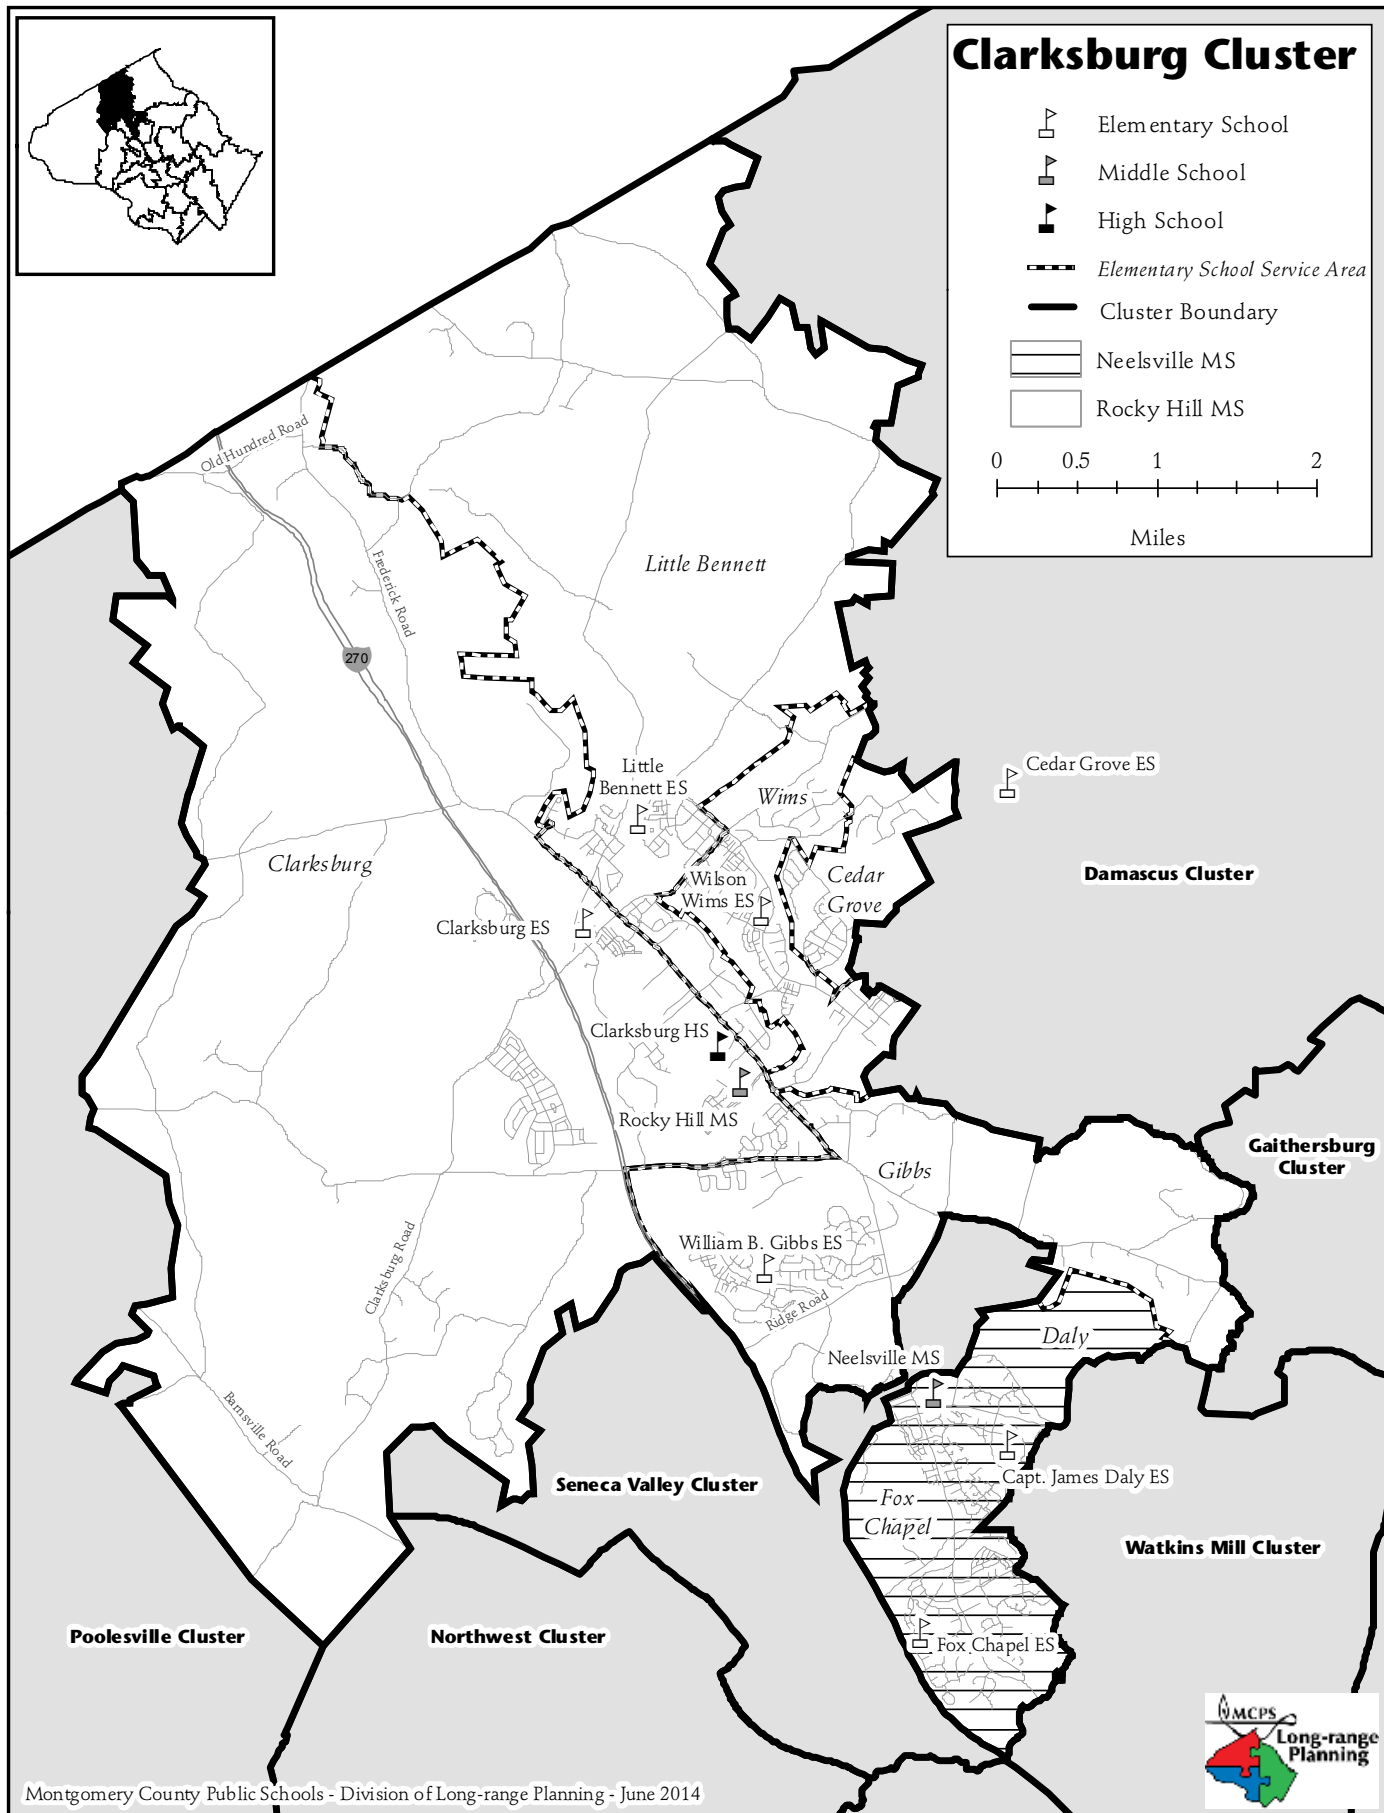 Clarksburg Cluster
Elementary School
Middle School
High School
Elementary School Service Area
Cluster Boundary
Neelsville MS
Rocky Hill MS
0 0.5 1 2
Miles
Old Hundred Road
Frederick Road
270
Little Bennett
Little
Bennett ES
Wims
Cedar Grove ES
Clarksburg
Cedar
Grove
Damascus Cluster
Wilson
Wims ES
Clarksburg ES
Clarksburg HS
Rocky Hill MS
Gibbs
Gaithersburg
Cluster
Clarksburg Road
William B. Gibbs ES
Ridge Road
Daly
Neelsville MS
Barnsville Road
Capt. James Daly ES
Seneca Valley Cluster
Fox
Chapel
Watkins Mill Cluster
Poolesville Cluster
Northwest Cluster
Fox Chapel ES
MCPS
Long-range
Planning
Montgomery County Public Schools - Division of Long-range Planning - June 2014